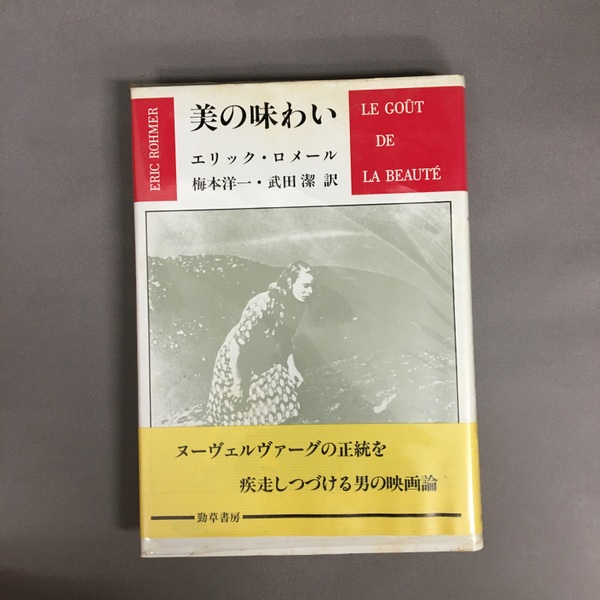 ERIC ROHMER
美の味わい
エリック・ロメール
梅本洋一・武田潔 訳
LE GOÛT
DE
LA BEAUTÉ
ヌーヴェルヴァーグの正統を
疾走しつづける男の映画論
勁草書房